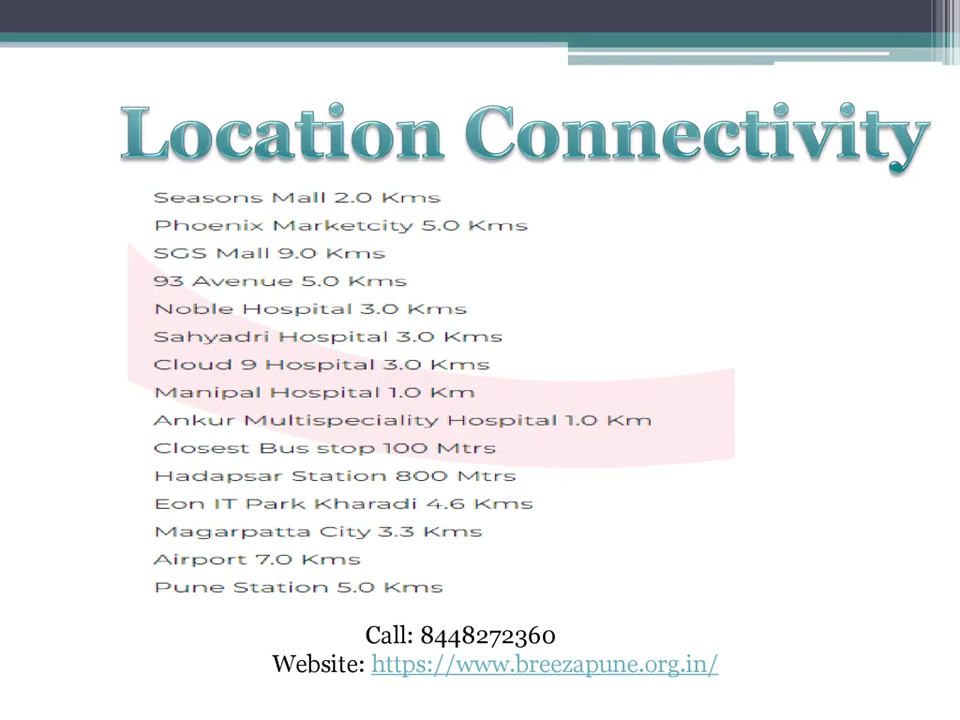 Location Connectivity
Seasons Mall 2.0 Kms
Phoenix Marketcity 5.0 Kms
SGS Mall 9.0 Kms
93 Avenue 5.0 Kms
Noble Hospital 3.0 Kms
Sahyadri Hospital 3.0 Kms
Cloud 9 Hospital 3.0 Kms
Manipal Hospital 1.0 Km
Ankur Multispeciality Hospital 1.0 Km
Closest Bus stop 100 Mtrs
Hadapsar Station 800 Mtrs
Eon IT Park Kharadi 4.6 Kms
Magarpatta City 3.3 Kms
Airport 7.0 Kms
Pune Station 5.0 Kms
Call: 8448272360
Website: https://www.breezapune.org.in/